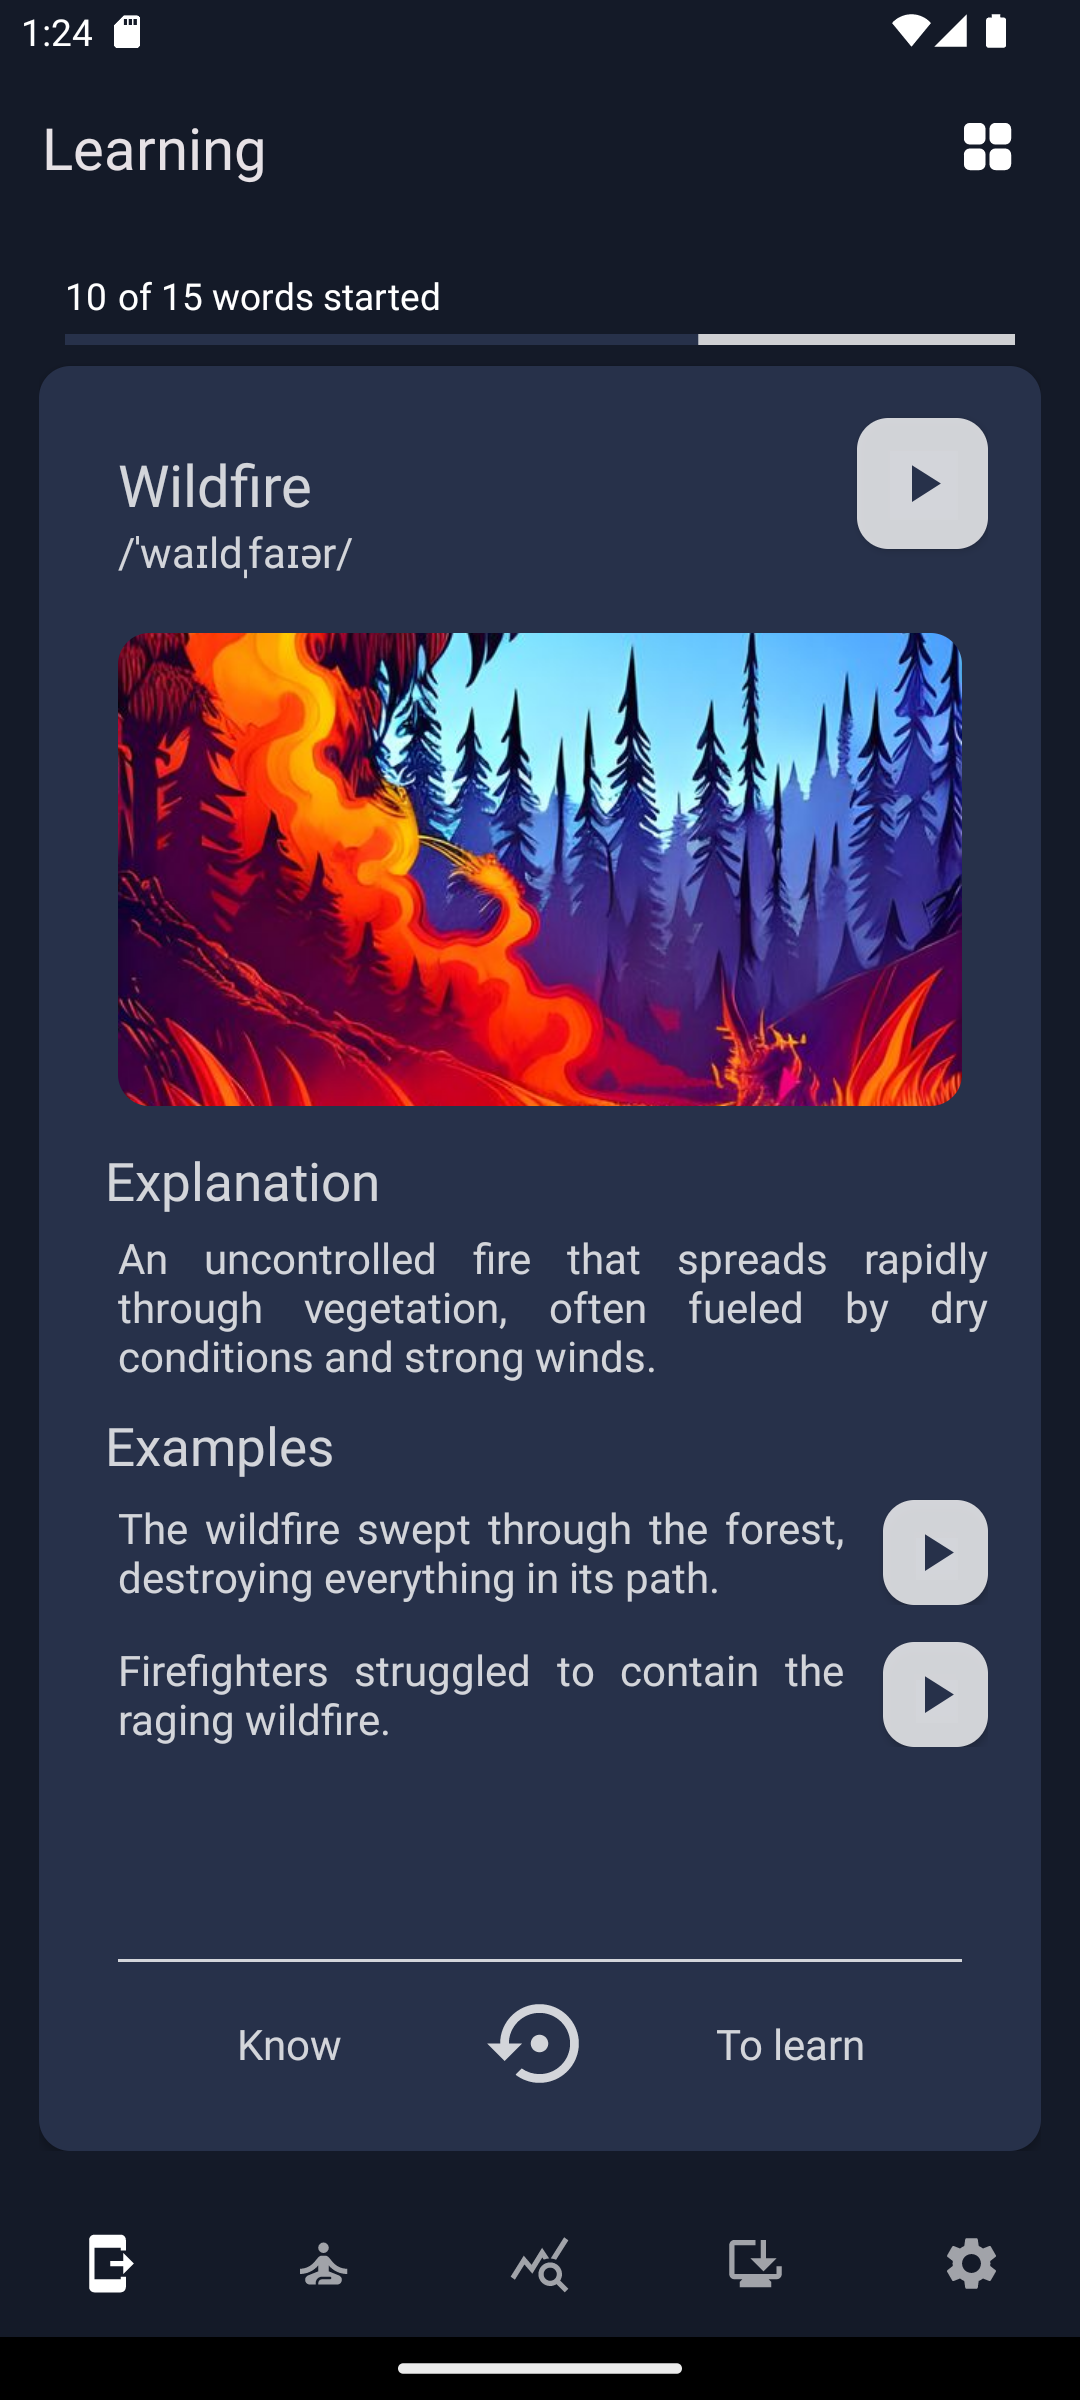 1:24
Learning
10 of 15 words started
Wildfire
/ˈwaɪldˌfaɪər/
Explanation
An uncontrolled fire that spreads rapidly
through vegetation, often fueled by dry
conditions and strong winds.
Examples
The wildfire swept through the forest,
destroying everything in its path.
Firefighters struggled to contain the
raging wildfire.
Know
To learn